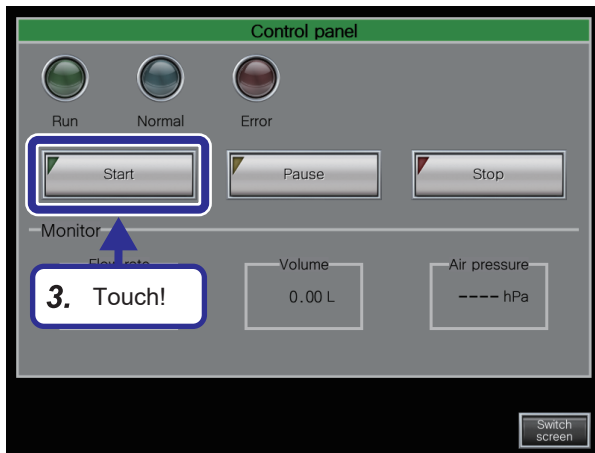 Control panel
Run Normal Error
Start Pause Stop
Monitor
Volume Air pressure
3. Touch!
0.00 L ---- hPa
Switch
screen